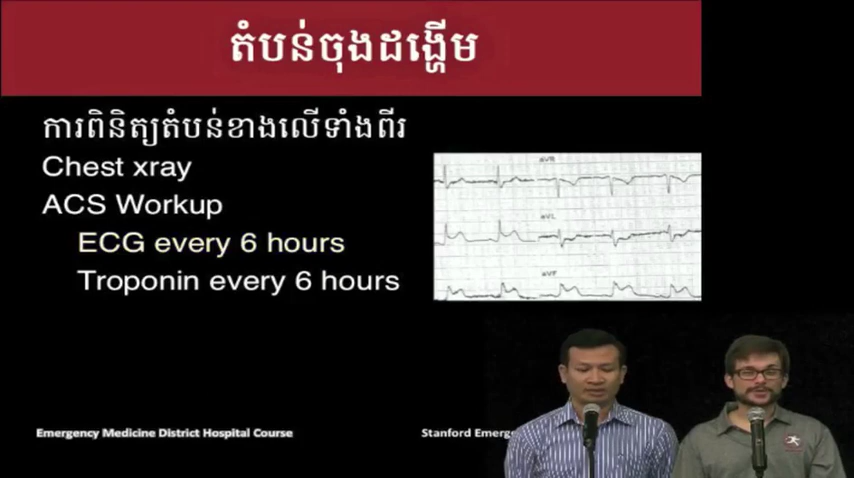 តំបន់ចុងដង្ហើម
ការពិនិត្យតំបន់ខាងលើទាំងពីរ
Chest xray
ACS Workup
ECG every 6 hours
Troponin every 6 hours
aVR
aVL
aVF
Emergency Medicine District Hospital Course
Stanford Emerg